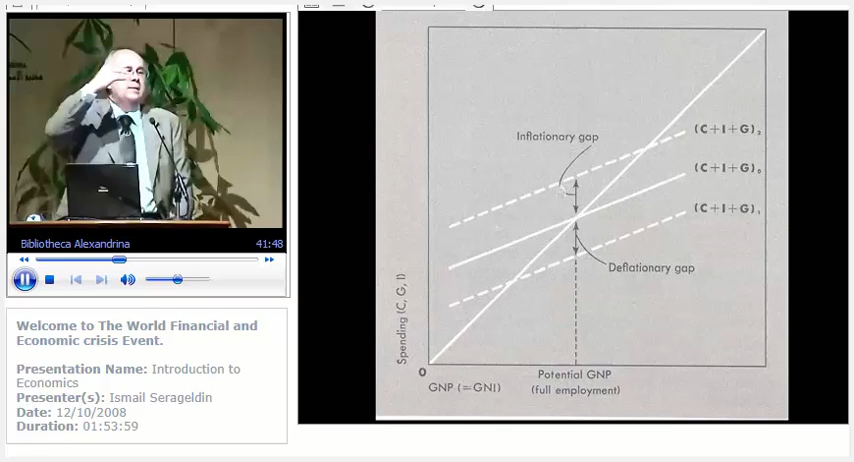 Bibliotheca Alexandrina
41:48
Welcome to The World Financial and
Economic crisis Event.
Presentation Name: Introduction to
Economics
Presenter(s): Ismail Serageldin
Date: 12/10/2008
Duration: 01:53:59
Inflationary gap
(C+I+G)₂
(C+I+G)₀
(C+I+G)₁
Deflationary gap
Spending (C, G, I)
0
GNP (=GNI)
Potential GNP
(full employment)